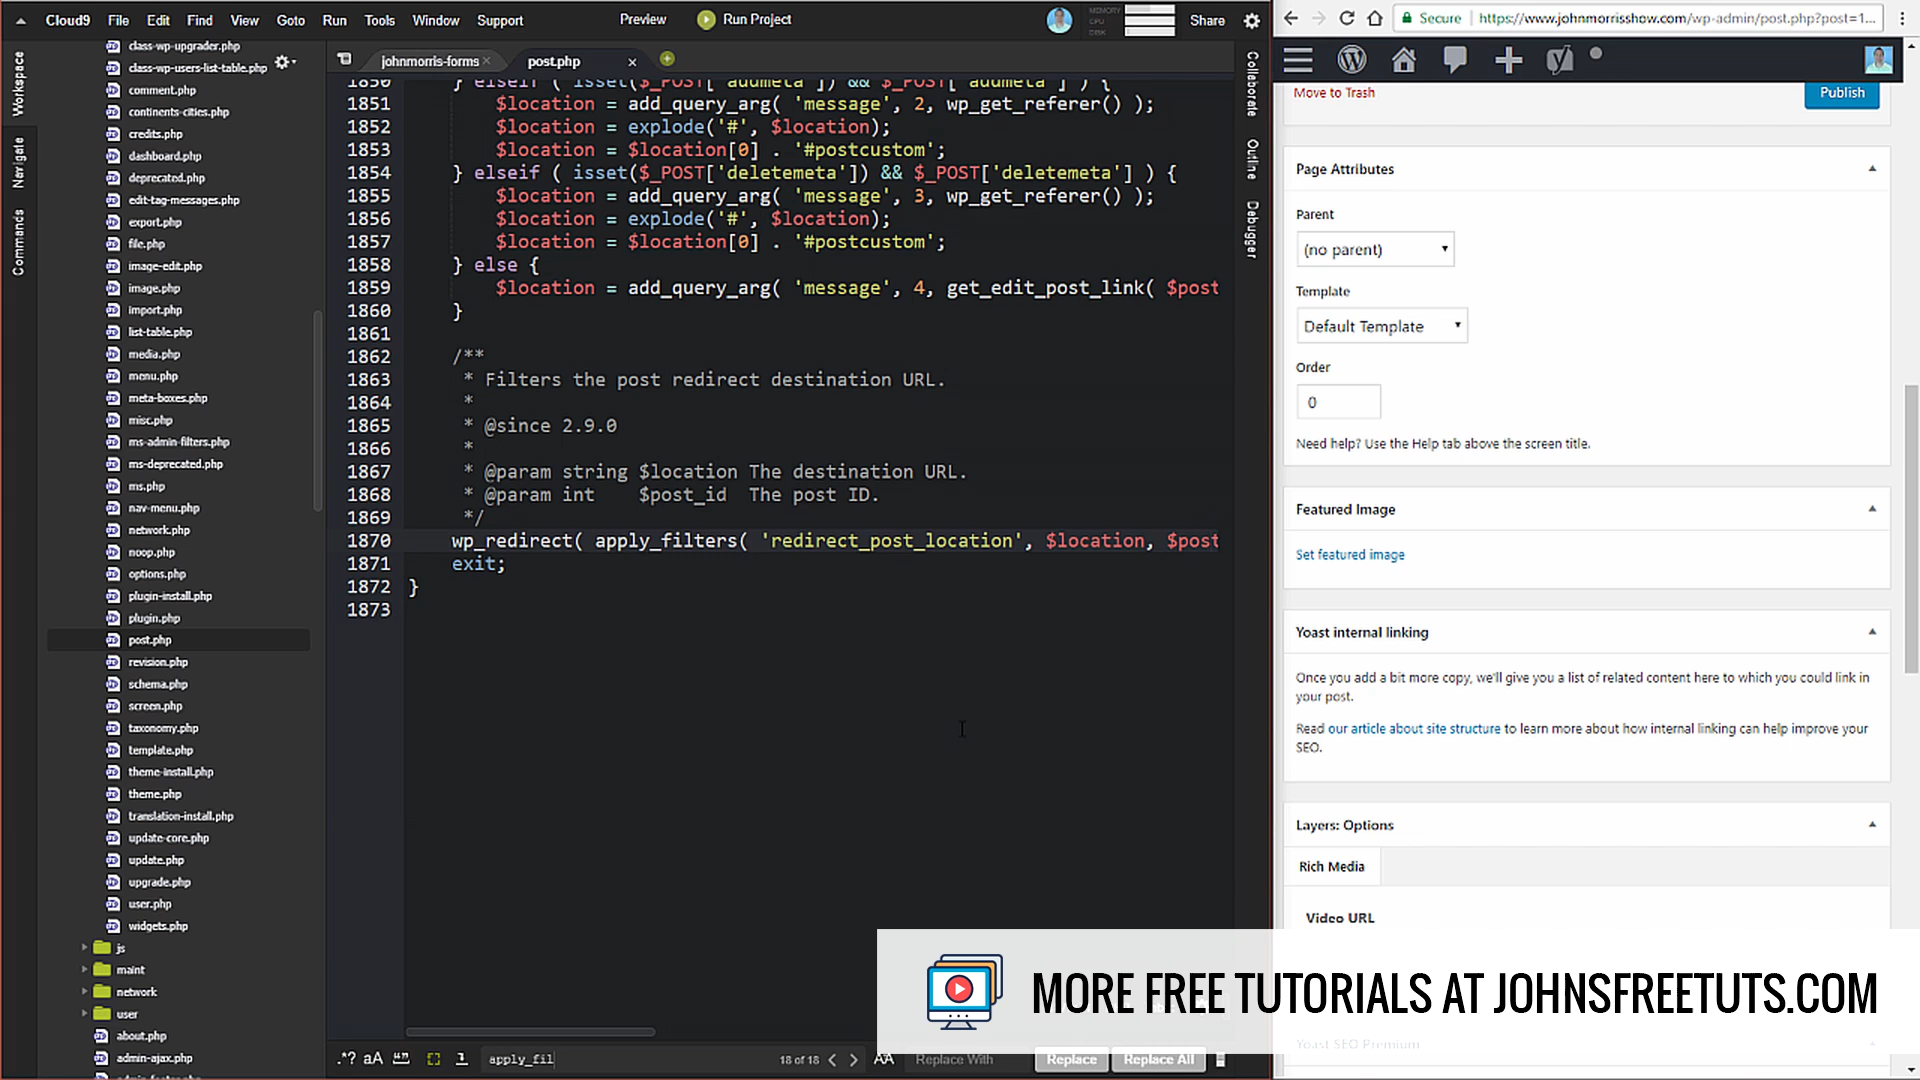 Cloud9 File Edit Find View Goto Run Tools Window Support Preview Run Project MEMORY CPU DISK Share
Workspace
Navigate
Commands
class-wp-upgrader.php
class-wp-users-list-table.php
comment.php
continents-cities.php
credits.php
dashboard.php
deprecated.php
edit-tag-messages.php
export.php
file.php
image-edit.php
image.php
import.php
list-table.php
media.php
menu.php
meta-boxes.php
misc.php
ms-admin-filters.php
ms-deprecated.php
ms.php
nav-menu.php
network.php
noop.php
options.php
plugin-install.php
plugin.php
post.php
revision.php
schema.php
screen.php
taxonomy.php
template.php
theme-install.php
theme.php
translation-install.php
update-core.php
update.php
upgrade.php
user.php
widgets.php
js
maint
network
user
about.php
admin-ajax.php
johnmorris-forms × post.php ×
1850 } elseif ( isset($_POST['addmeta']) && $_POST['addmeta'] ) {
1851 $location = add_query_arg( 'message', 2, wp_get_referer() );
1852 $location = explode('#', $location);
1853 $location = $location[0] . '#postcustom';
1854 } elseif ( isset($_POST['deletemeta']) && $_POST['deletemeta'] ) {
1855 $location = add_query_arg( 'message', 3, wp_get_referer() );
1856 $location = explode('#', $location);
1857 $location = $location[0] . '#postcustom';
1858 } else {
1859 $location = add_query_arg( 'message', 4, get_edit_post_link( $post
1860 }
1861
1862 /**
1863 * Filters the post redirect destination URL.
1864 *
1865 * @since 2.9.0
1866 *
1867 * @param string $location The destination URL.
1868 * @param int $post_id The post ID.
1869 */
1870 wp_redirect( apply_filters( 'redirect_post_location', $location, $post
1871 exit;
1872 }
1873
.*? aA apply_fil 18 of 18 AA Replace With Replace Replace All
Collaborate
Outline
Debugger
Secure https://www.johnmorrisshow.com/wp-admin/post.php?post=1...
Move to Trash Publish
Page Attributes
Parent
(no parent)
Template
Default Template
Order
0
Need help? Use the Help tab above the screen title.
Featured Image
Set featured image
Yoast internal linking
Once you add a bit more copy, we'll give you a list of related content here to which you could link in
your post.
Read our article about site structure to learn more about how internal linking can help improve your
SEO.
Layers: Options
Rich Media
Video URL
MORE FREE TUTORIALS AT JOHNSFREETUTS.COM
Yoast SEO Premium